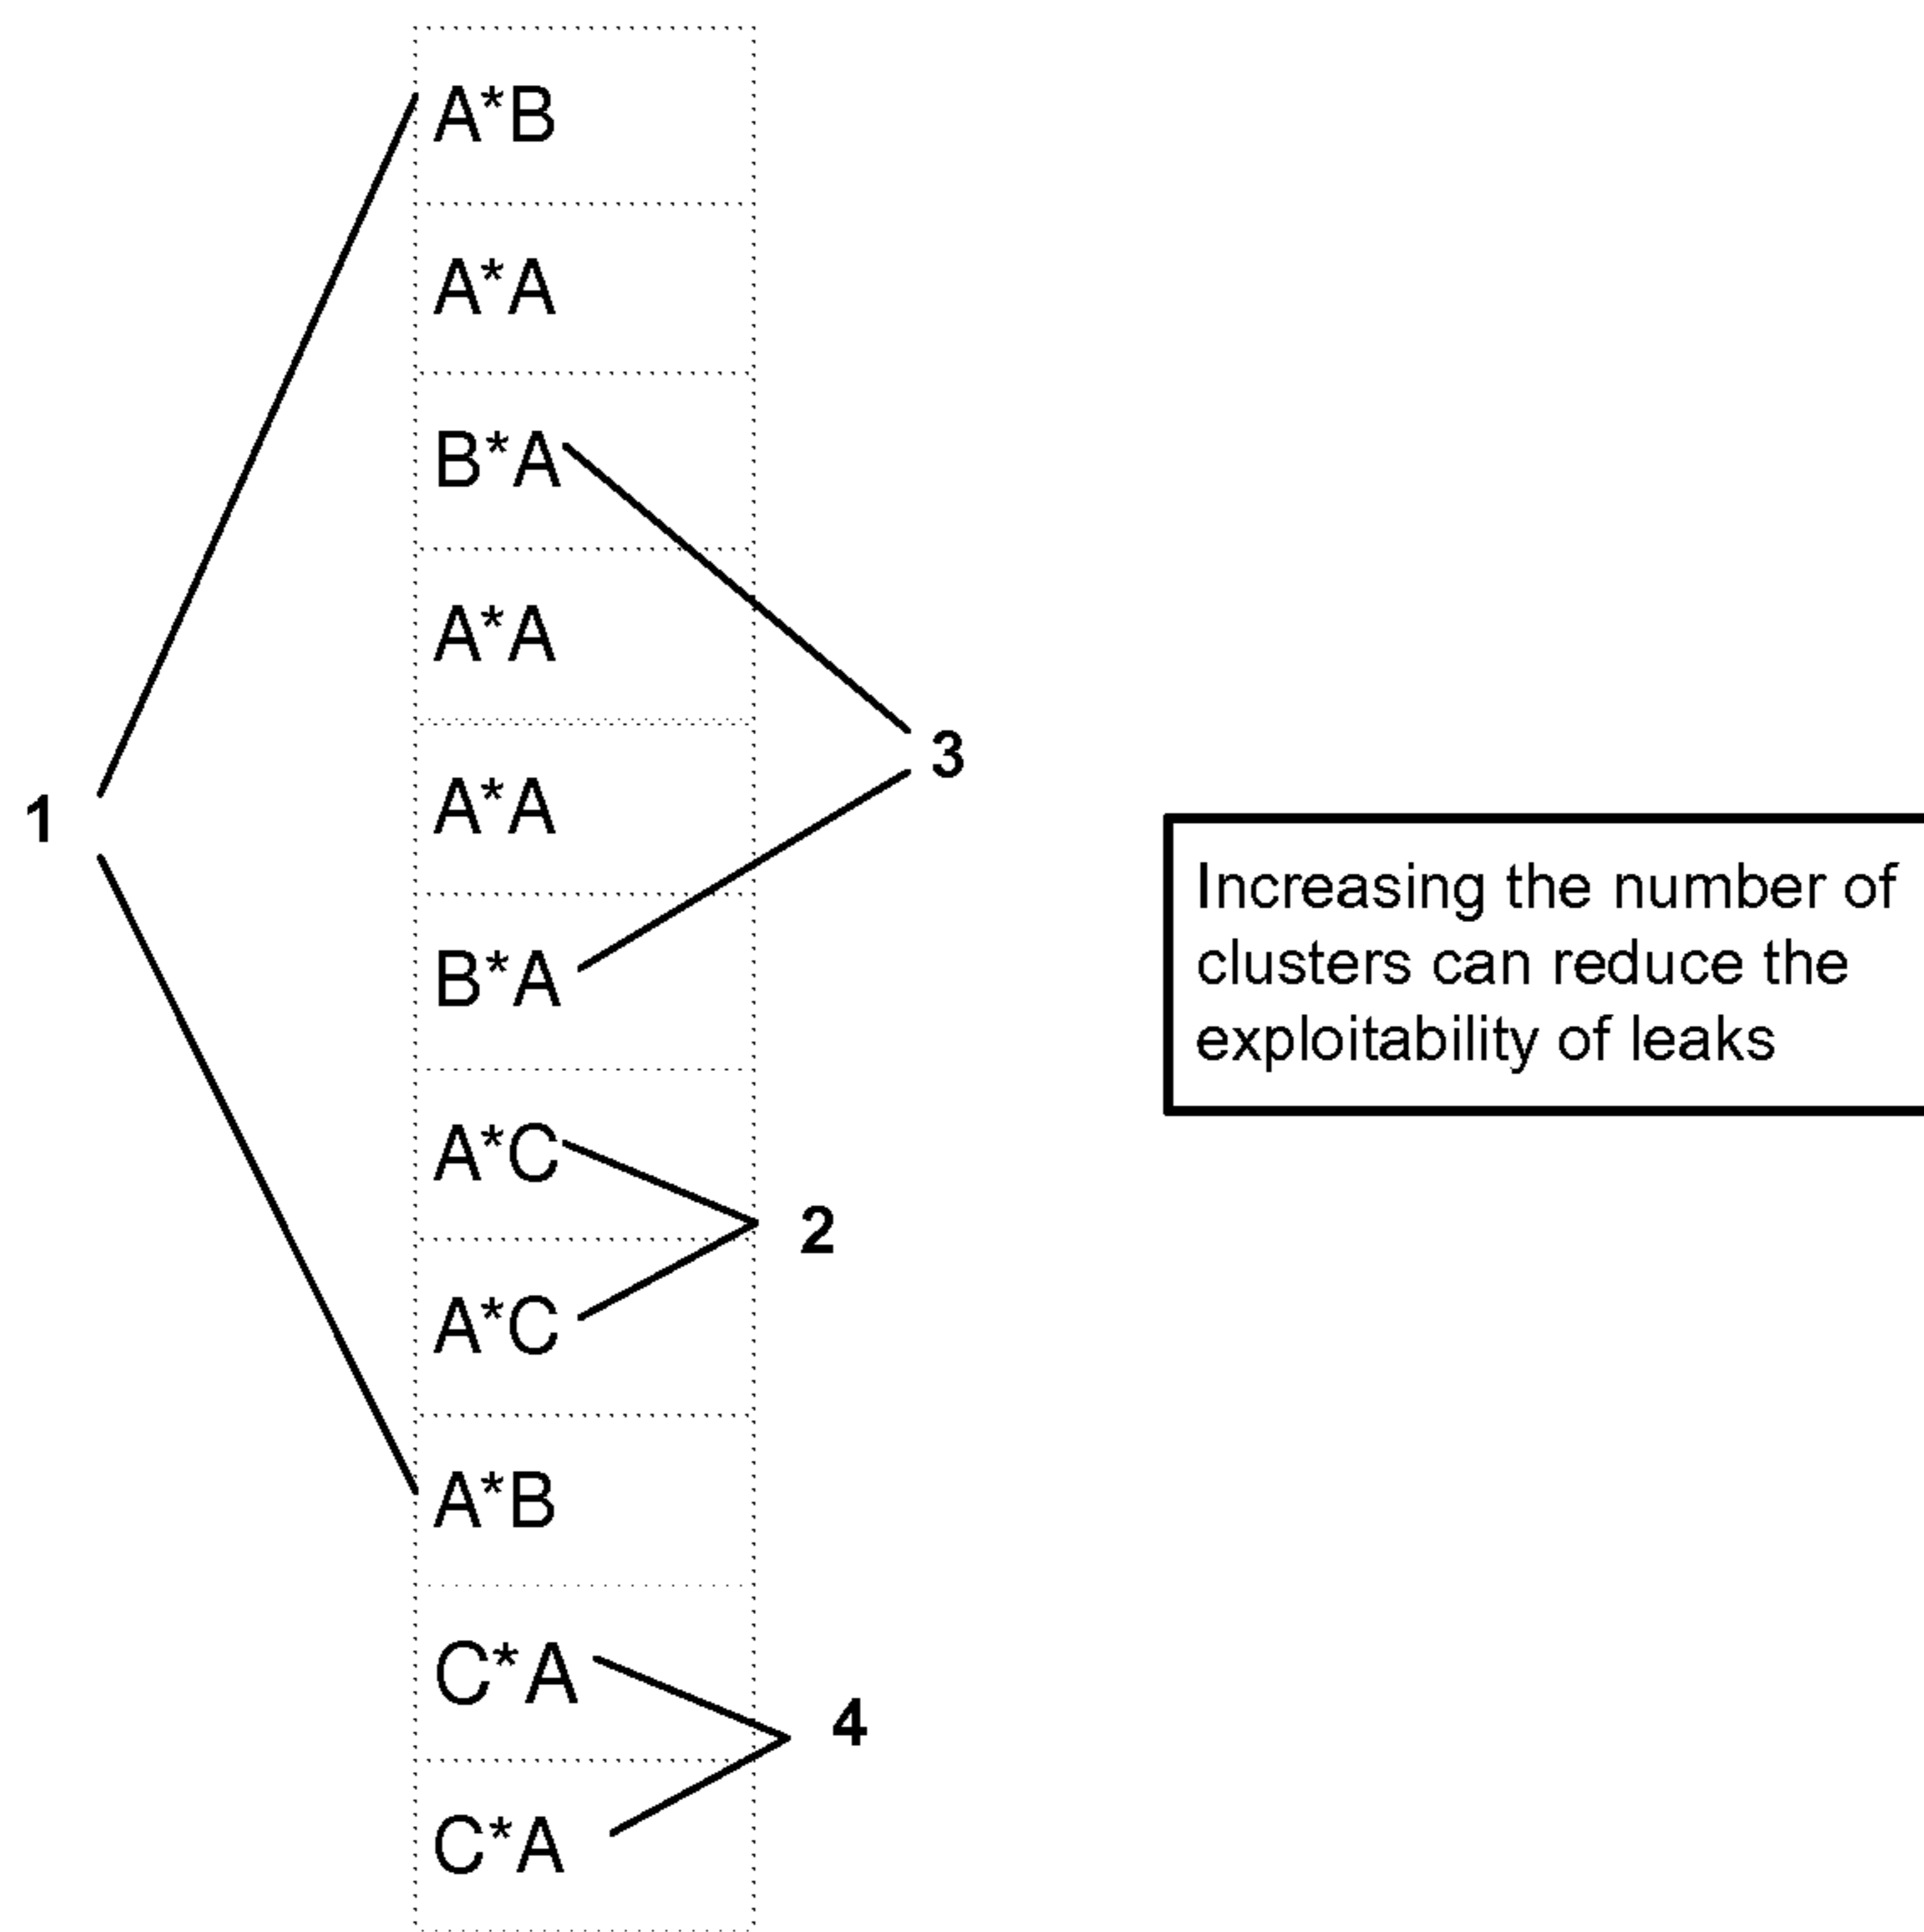 A*B
A*A
B*A
A*A
3
A*A
1
Increasing the number of
clusters can reduce the
exploitability of leaks
B*A
A*C
2
A*C
A*B
C*A
4
C*A